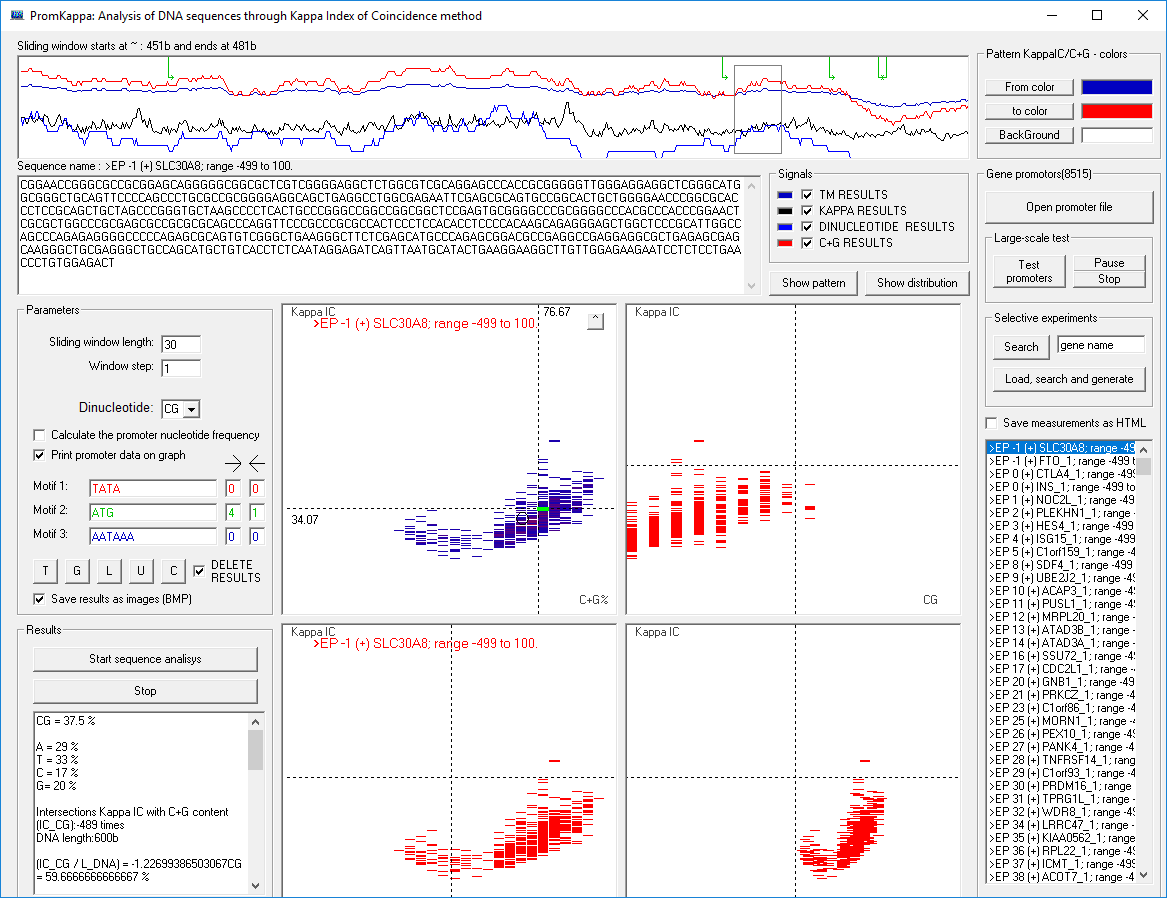 PromKappa: Analysis of DNA sequences through Kappa Index of Coincidence method
Sliding window starts at ~ : 451b and ends at 481b
Sequence name : >EP -1 (+) SLC30A8; range -499 to 100.
CGGAACCGGGCGCCGCGGAGCAGGGGGCGGCGCTCGTCGGGGAGGCTCTGGCGTCGCAGGAGCCCACCGCGGGGGTTGGGAGGAGGCTCGGGCATG
GCGGGCTGCAGTTCCCCAGCCCTGCGCCGCGGGGAGGCAGCTGAGGCCTGGCGAGAATTCGAGCGCAGTGCCGGCACTGCTGGGGAACCCGGCGCAC
CCTCCGCAGCTGCTAGCCCGGGTGCTAAGCCCCTCACTGCCCGGGCCGGCCGGCGGCTCCGAGTGCGGGGCCCGCGGGGCCCACGCCCACCCGGAACT
CGCGCTGGCCCGCGAGCGCCGCGCGCAGCCCAGGTTCCCGCCCGCGCCACTCCCTCCACACCTCCCCACAAGCAGAGGGAGCTGGCTCCCGCATTGGCC
AGCCCAGAGAGGGGCCCCCAGAGCGCAGTGTCGGGCTGAAGGGCTTCTCGAGCATGCCCAGAGCGGACGCCGAGGCCGAGGAGGCGCTGAGAGCGAG
CAAGGGCTGCGAGGGCTGCCAGCATGCTGTCACCTCTCAATAGGAGATCAGTTAATGCATACTGAAGGAAGGCTTGTTGGAGAAGAATCCTCTCCTGAA
CCCTGTGGAGACT
Signals
TM RESULTS
KAPPA RESULTS
DINUCLEOTIDE RESULTS
C+G RESULTS
Show pattern
Show distribution
Pattern KappaIC/C+G - colors
From color
to color
BackGround
Gene promotors(8515)
Open promoter file
Large-scale test
Test promoters
Pause
Stop
Selective experiments
Search
gene name
Load, search and generate
Save measurements as HTML
>EP -1 (+) SLC30A8; range -49
>EP -1 (+) FTO_1; range -499 t
>EP 0 (+) CTLA4_1; range -499
>EP 0 (+) INS_1; range -499 to
>EP 1 (+) NOC2L_1; range -499
>EP 2 (+) PLEKHN1_1; range -4
>EP 3 (+) HES4_1; range -499
>EP 4 (+) ISG15_1; range -499
>EP 5 (+) C1orf159_1; range -4
>EP 8 (+) SDF4_1; range -499
>EP 9 (+) UBE2J2_1; range -49
>EP 10 (+) ACAP3_1; range -49
>EP 11 (+) PUSL1_1; range -49
>EP 12 (+) MRPL20_1; range -4
>EP 13 (+) ATAD3B_1; range -4
>EP 14 (+) ATAD3A_1; range -4
>EP 16 (+) SSU72_1; range -49
>EP 17 (+) CDC2L1_1; range -4
>EP 20 (+) GNB1_1; range -49
>EP 21 (+) PRKCZ_1; range -49
>EP 23 (+) C1orf86_1; range -4
>EP 25 (+) MORN1_1; range -4
>EP 26 (+) PEX10_1; range -49
>EP 27 (+) PANK4_1; range -4
>EP 28 (+) TNFRSF14_1; rang
>EP 29 (+) C1orf93_1; range -4
>EP 30 (+) PRDM16_1; range
>EP 31 (+) TPRG1L_1; range -
>EP 32 (+) WDR8_1; range -4
>EP 34 (+) LRRC47_1; range -
>EP 35 (+) KIAA0562_1; range
>EP 36 (+) RPL22_1; range -4
>EP 37 (+) ICMT_1; range -499
>EP 38 (+) ACOT7_1; range -4
Parameters
Sliding window length: 30
Window step: 1
Dinucleotide: CG
Calculate the promoter nucleotide frequency
Print promoter data on graph
Motif 1: TATA 0 0
Motif 2: ATG 4 1
Motif 3: AATAAA 0 0
T G L U C
DELETE RESULTS
Save results as images (BMP)
Results
Start sequence analisys
Stop
CG = 37.5 %
A = 29 %
T = 33 %
C = 17 %
G= 20 %
Intersections Kappa IC with C+G content
(IC_CG):-489 times
DNA length:600b
(IC_CG / L_DNA) = -1.22699386503067CG
= 59.6666666666667 %
Kappa IC
76.67
>EP -1 (+) SLC30A8; range -499 to 100.
34.07
C+G%
Kappa IC
CG
Kappa IC
>EP -1 (+) SLC30A8; range -499 to 100.
Kappa IC